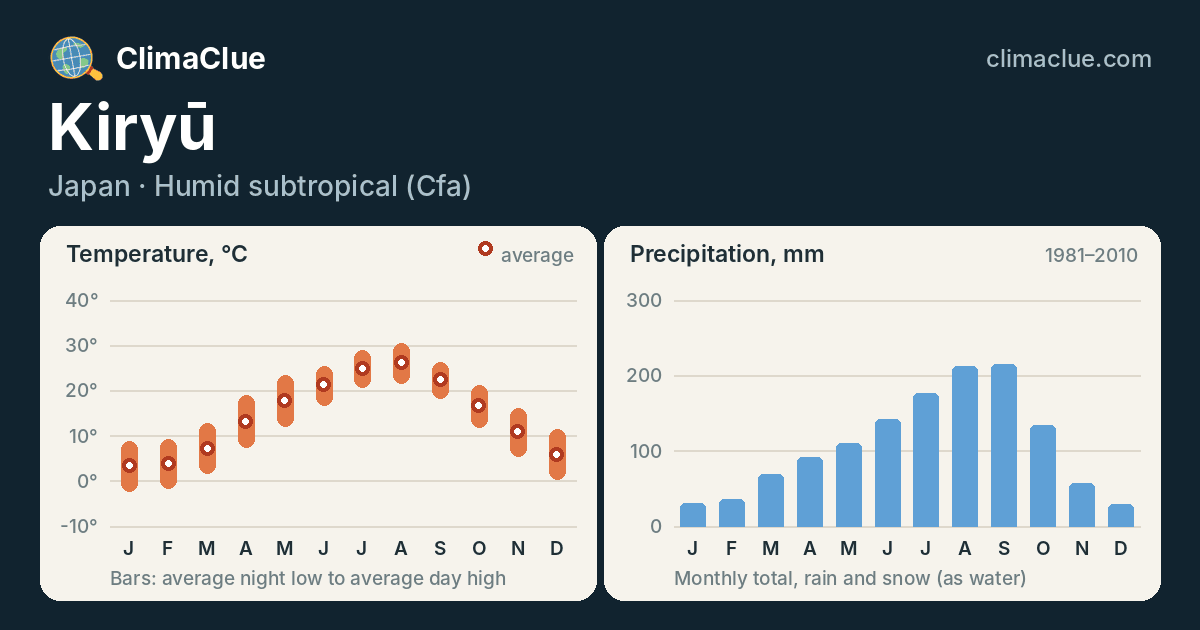 ClimaClue
climaclue.com
Kiryū
Japan · Humid subtropical (Cfa)
Temperature, °C
average
40°
30°
20°
10°
0°
-10°
J F M A M J J A S O N D
Bars: average night low to average day high
Precipitation, mm
1981–2010
300
200
100
0
J F M A M J J A S O N D
Monthly total, rain and snow (as water)